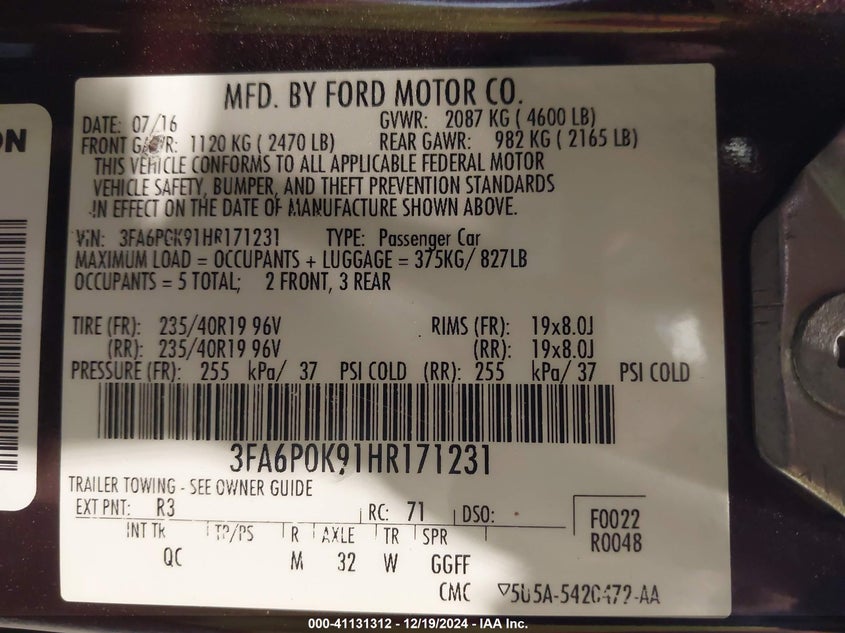 ON
MFD. BY FORD MOTOR CO.
DATE: 07/16 GVWR: 2087 KG ( 4600 LB)
FRONT GAWR: 1120 KG ( 2470 LB) REAR GAWR: 982 KG ( 2165 LB)
THIS VEHICLE CONFORMS TO ALL APPLICABLE FEDERAL MOTOR
VEHICLE SAFETY, BUMPER, AND THEFT PREVENTION STANDARDS
IN EFFECT ON THE DATE OF MANUFACTURE SHOWN ABOVE.
VIN: 3FA6P0K91HR171231 TYPE: Passenger Car
MAXIMUM LOAD = OCCUPANTS + LUGGAGE = 375KG/ 827LB
OCCUPANTS = 5 TOTAL; 2 FRONT, 3 REAR
TIRE (FR): 235/40R19 96V RIMS (FR): 19x8.0J
(RR): 235/40R19 96V (RR): 19x8.0J
PRESSURE (FR): 255 kPa/ 37 PSI COLD (RR): 255 kPa/ 37 PSI COLD
3FA6P0K91HR171231
TRAILER TOWING - SEE OWNER GUIDE
EXT PNT: R3 RC: 71 DSO: F0022
INT TR TP/PS R AXLE TR SPR R0048
QC M 32 W GGFF
CMC 5U5A-5420472-AA
000-41131312 - 12/19/2024 - IAA Inc.